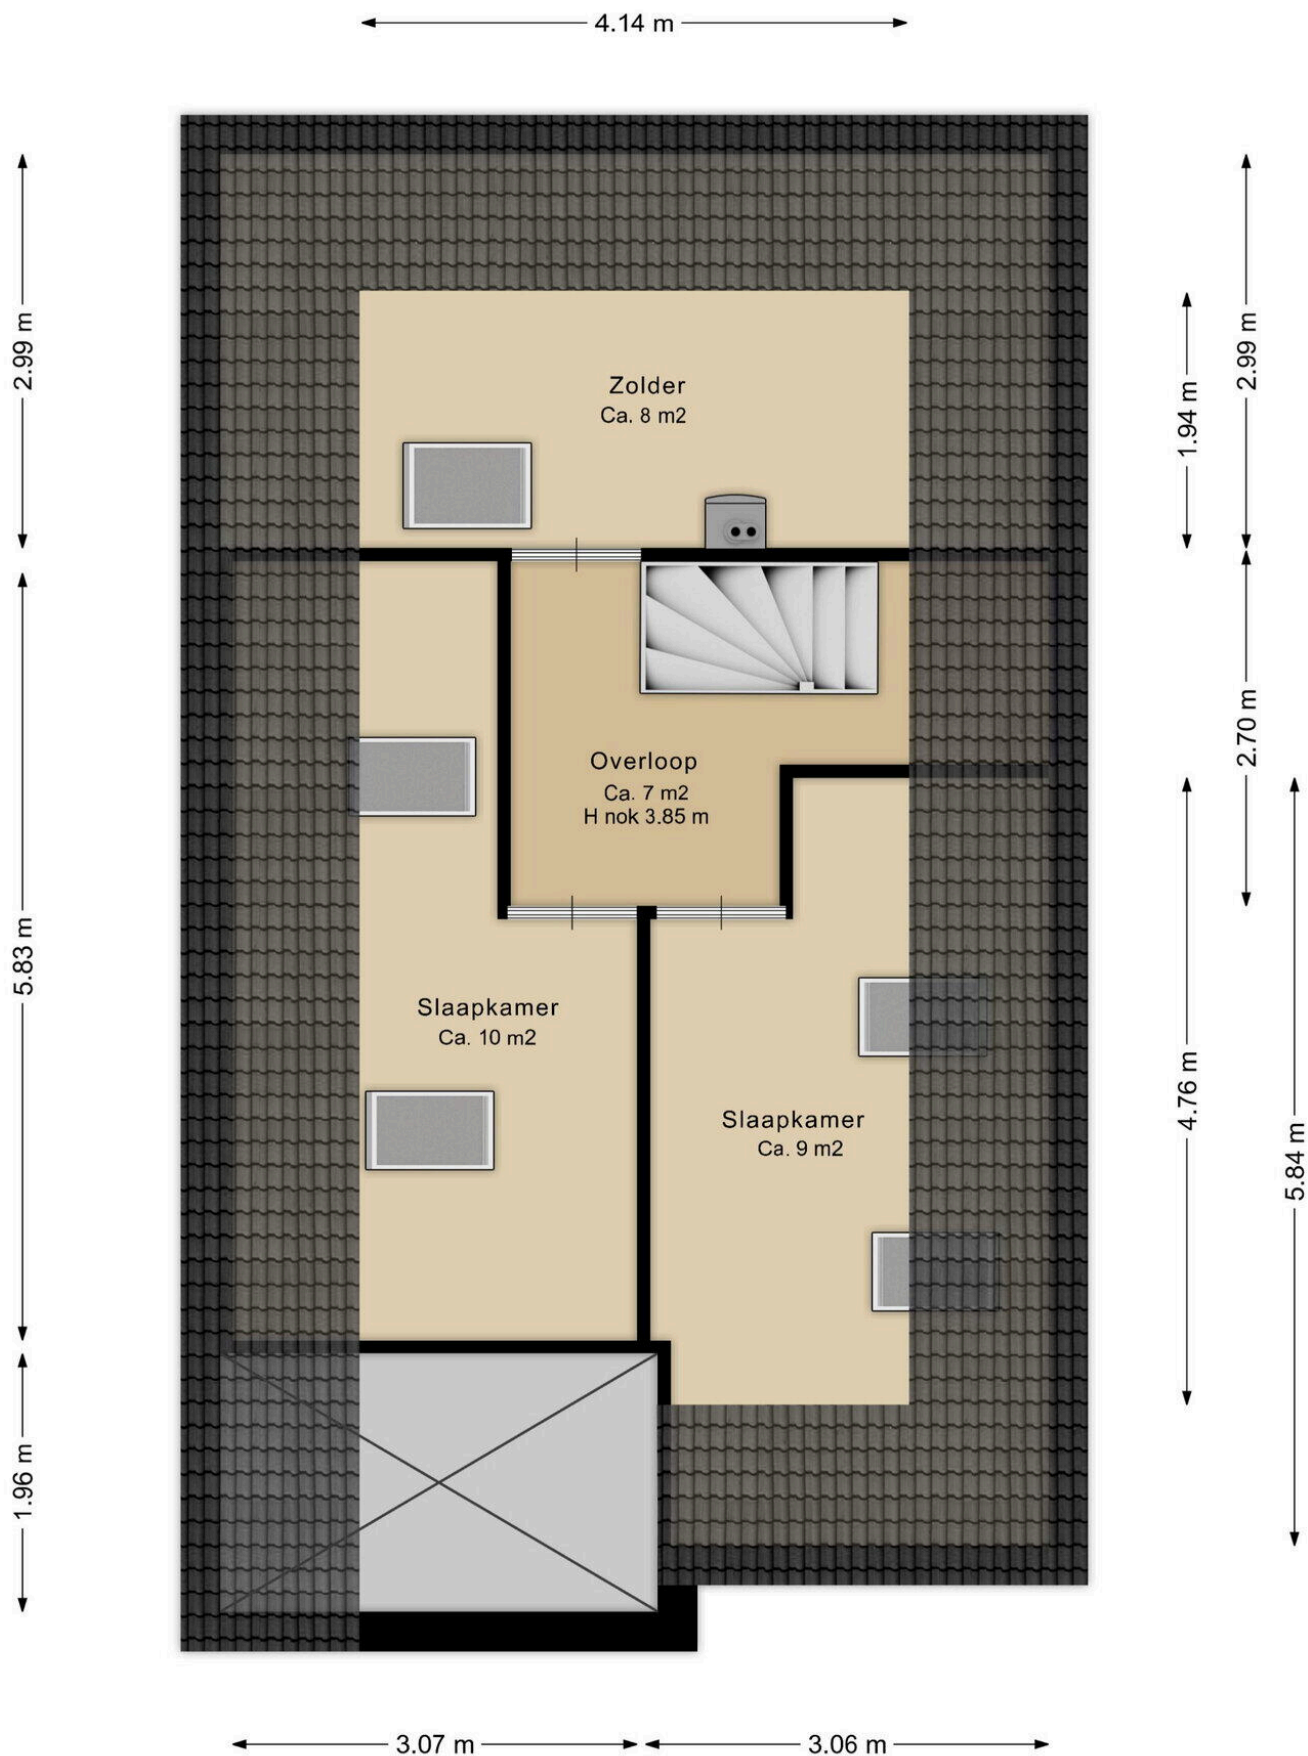 4.14 m
2.99 m
2.99 m
1.94 m
Zolder
Ca. 8 m2
2.70 m
Overloop
Ca. 7 m2
H nok 3.85 m
5.83 m
Slaapkamer
Ca. 10 m2
4.76 m
Slaapkamer
Ca. 9 m2
5.84 m
1.96 m
3.07 m
3.06 m